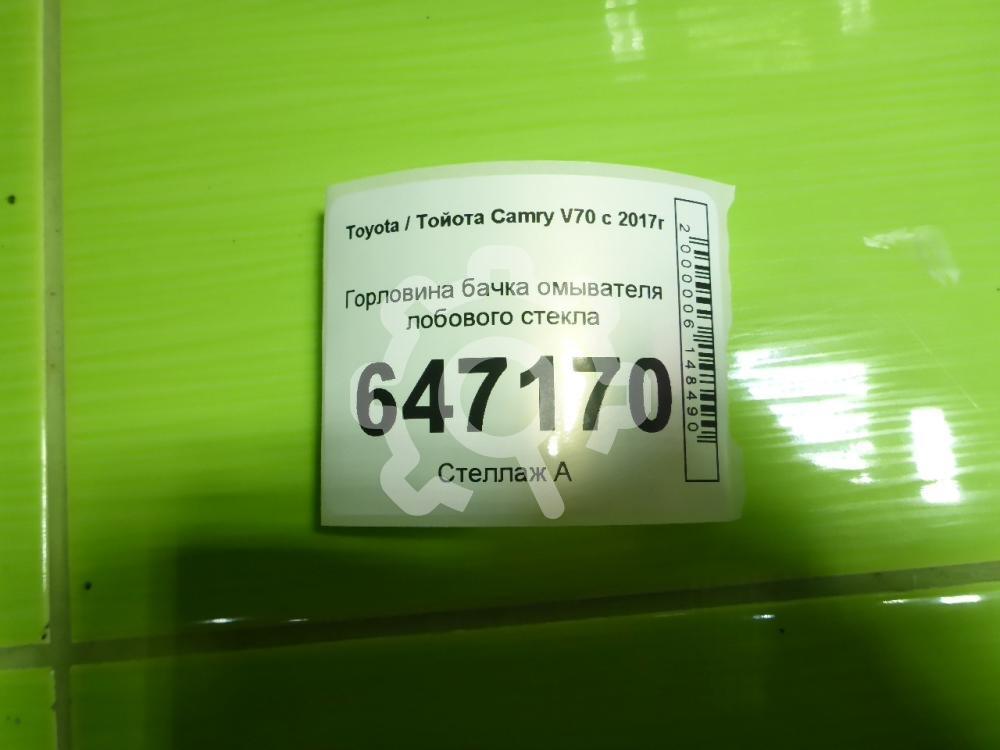 Toyota / Тойота Camry V70 с 2017г
Горловина бачка омывателя
лобового стекла
647170
Стеллаж А
2000006148490